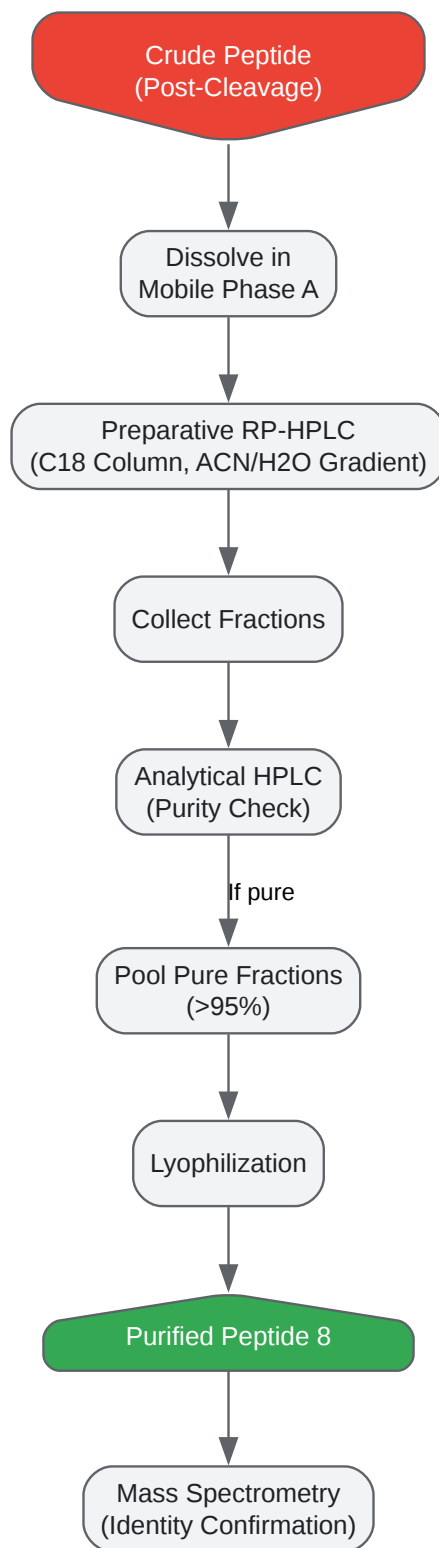 Crude Peptide
(Post-Cleavage)
Dissolve in
Mobile Phase A
Preparative RP-HPLC
(C18 Column, ACN/H2O Gradient)
Collect Fractions
Analytical HPLC
(Purity Check)
If pure
Pool Pure Fractions
(>95%)
Lyophilization
Purified Peptide 8
Mass Spectrometry
(Identity Confirmation)